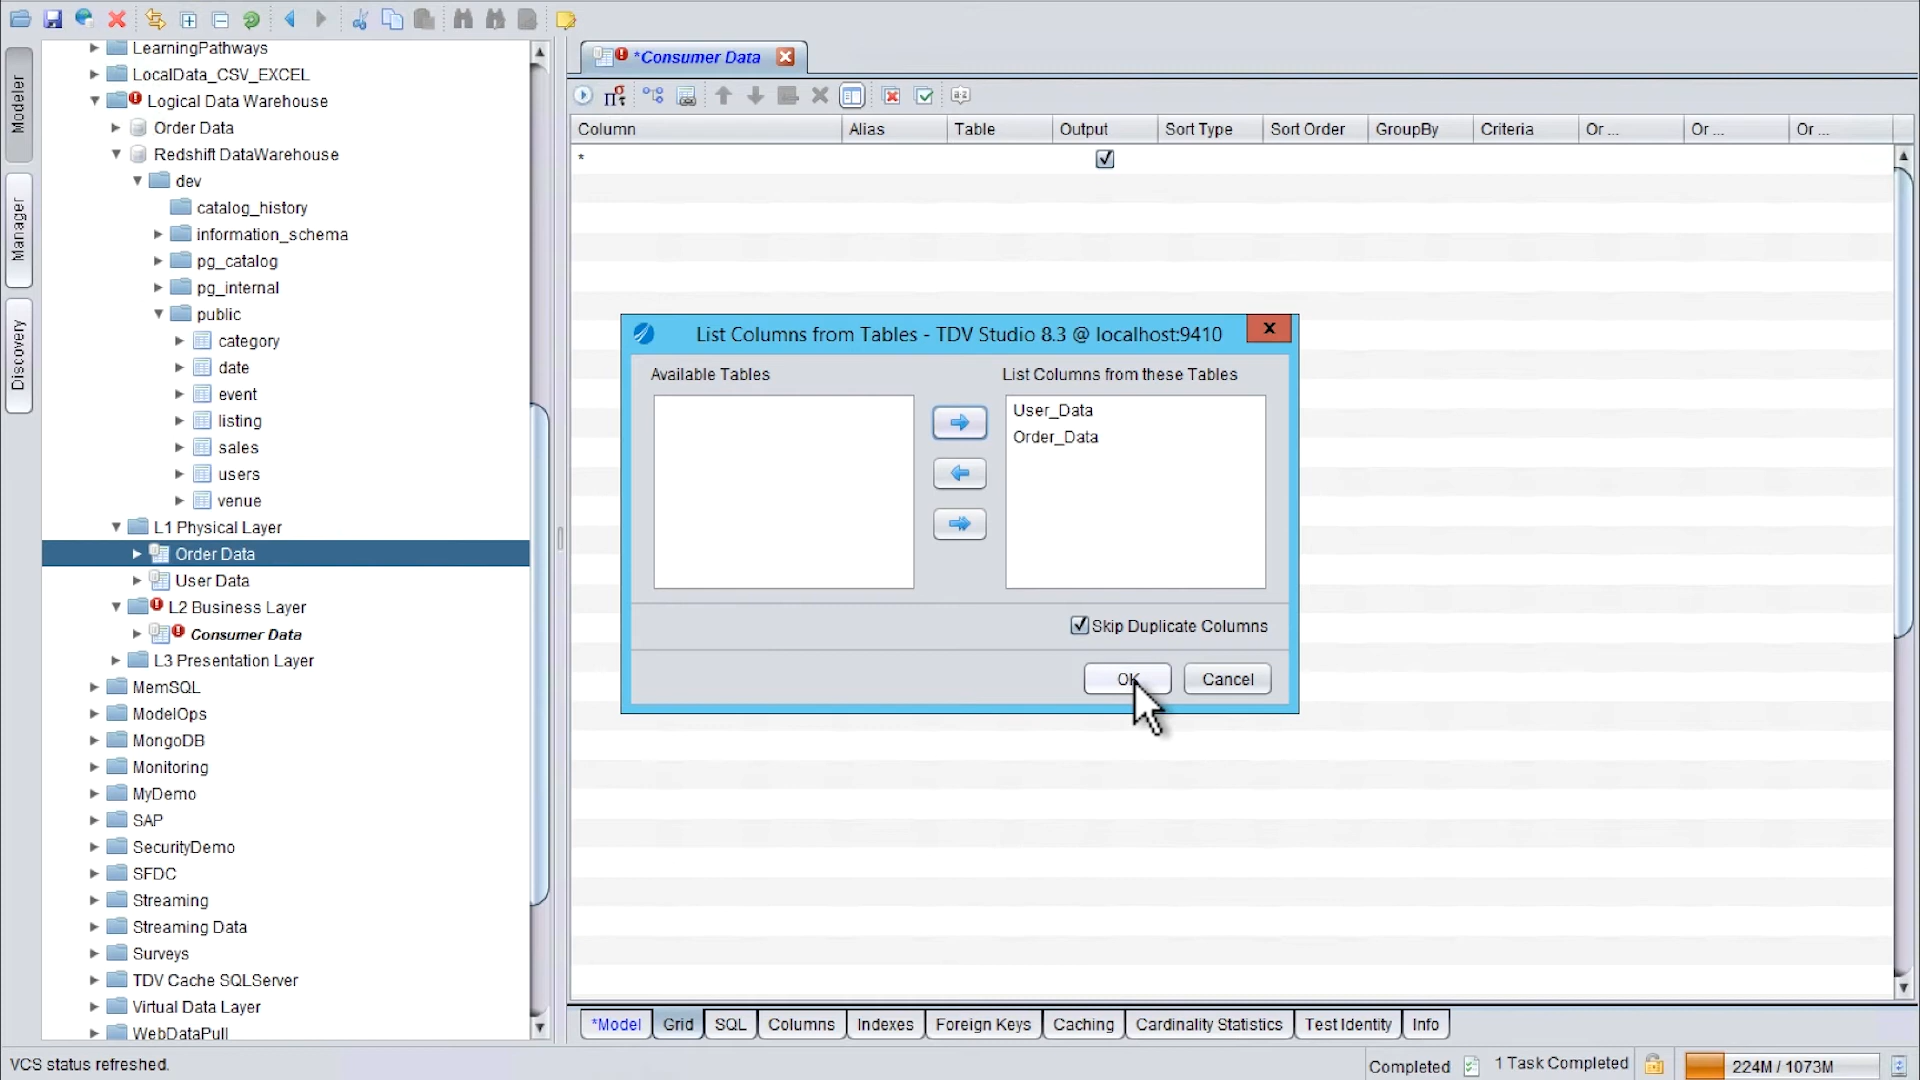 Modeler
Manager
Discovery
LearningPathways
LocalData_CSV_EXCEL
Logical Data Warehouse
Order Data
Redshift DataWarehouse
dev
catalog_history
information_schema
pg_catalog
pg_internal
public
category
date
event
listing
sales
users
venue
L1 Physical Layer
Order Data
User Data
L2 Business Layer
Consumer Data
L3 Presentation Layer
MemSQL
ModelOps
MongoDB
Monitoring
MyDemo
SAP
SecurityDemo
SFDC
Streaming
Streaming Data
Surveys
TDV Cache SQLServer
Virtual Data Layer
WebDataPull
*Consumer Data
Column Alias Table Output Sort Type Sort Order GroupBy Criteria Or ... Or ... Or ...
*
List Columns from Tables - TDV Studio 8.3 @ localhost:9410
Available Tables
List Columns from these Tables
User_Data
Order_Data
Skip Duplicate Columns
OK
Cancel
*Model Grid SQL Columns Indexes Foreign Keys Caching Cardinality Statistics Test Identity Info
VCS status refreshed.
Completed
1 Task Completed
224M / 1073M